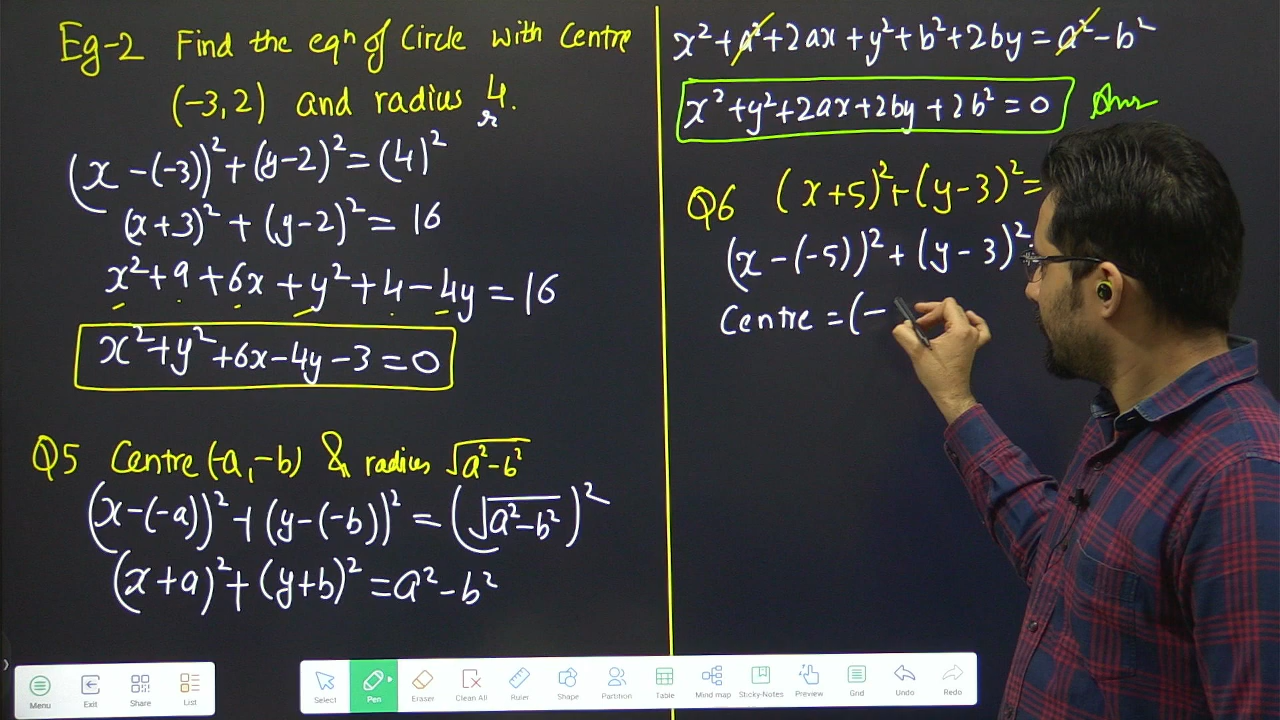 Eg-2 Find the eqn of Circle with Centre
(-3, 2) and radius 4.
r
(x-(-3))²+(y-2)²=(4)²
(x+3)²+(y-2)²=16
x²+9+6x+y²+4-4y=16
x²+y²+6x-4y-3=0
Q5 Centre (-a,-b) & radius √a²-b²
(x-(-a))²+(y-(-b))²=(√a²-b²)²
(x+a)²+(y+b)²=a²-b²
x²+a²+2ax+y²+b²+2by=a²-b²
x²+y²+2ax+2by+2b²=0 Ans
Q6 (x+5)²+(y-3)²=
(x-(-5))²+(y-3)²
Centre=(-
Menu
Exit
Share
List
Select
Pen
Eraser
Clean All
Ruler
Shape
Partition
Table
Mind map
Sticky-Notes
Preview
Grid
Undo
Redo